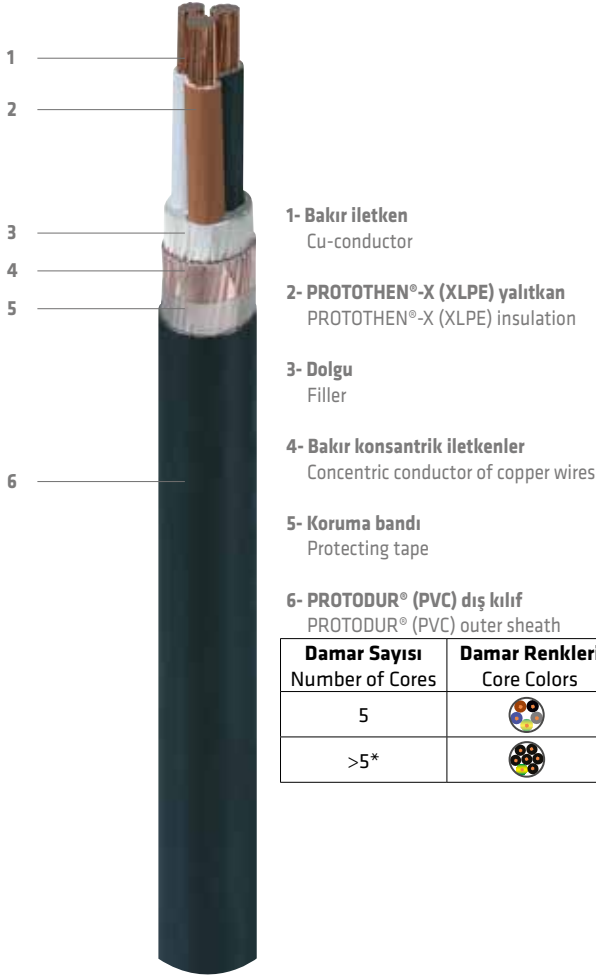 1
2
3
4
5
6
1- Bakır iletken
Cu-conductor
2- PROTOTHEN®-X (XLPE) yalıtkan
PROTOTHEN®-X (XLPE) insulation
3- Dolgu
Filler
4- Bakır konsantrik iletkenler
Concentric conductor of copper wires
5- Koruma bandı
Protecting tape
6- PROTODUR® (PVC) dış kılıf
PROTODUR® (PVC) outer sheath
Damar Sayısı Damar Renkleri
Number of Cores Core Colors
5
>5*